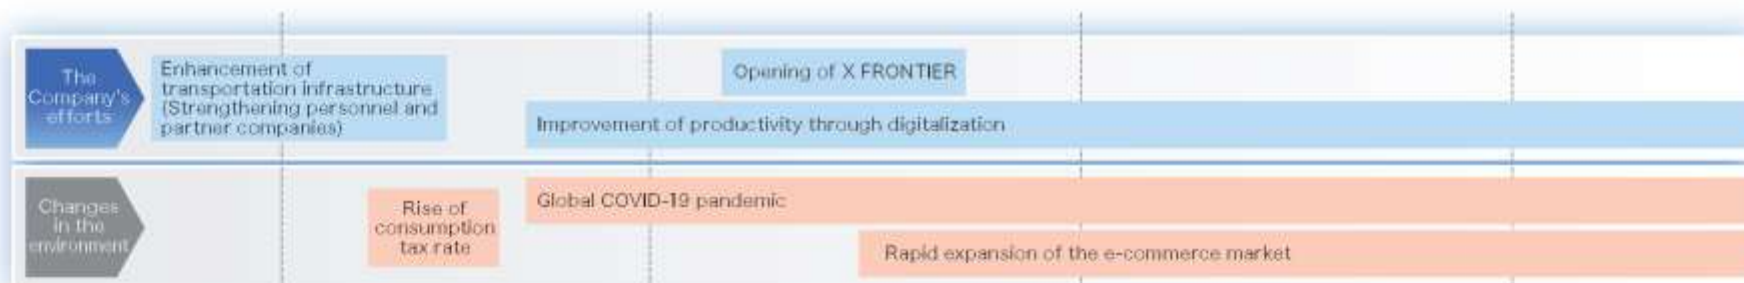 The
Company's
efforts
Enhancement of
transportation infrastructure
(Strengthening personnel and
partner companies)
Opening of X FRONTIER
Improvement of productivity through digitalization
Changes
in the
environment
Rise of
consumption
tax rate
Global COVID-19 pandemic
Rapid expansion of the e-commerce market